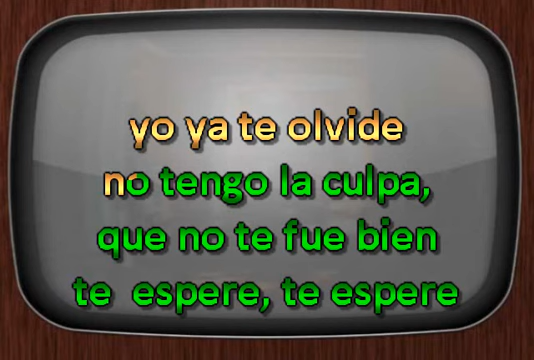 yo ya te olvide
no tengo la culpa,
que no te fue bien
te espere, te espere